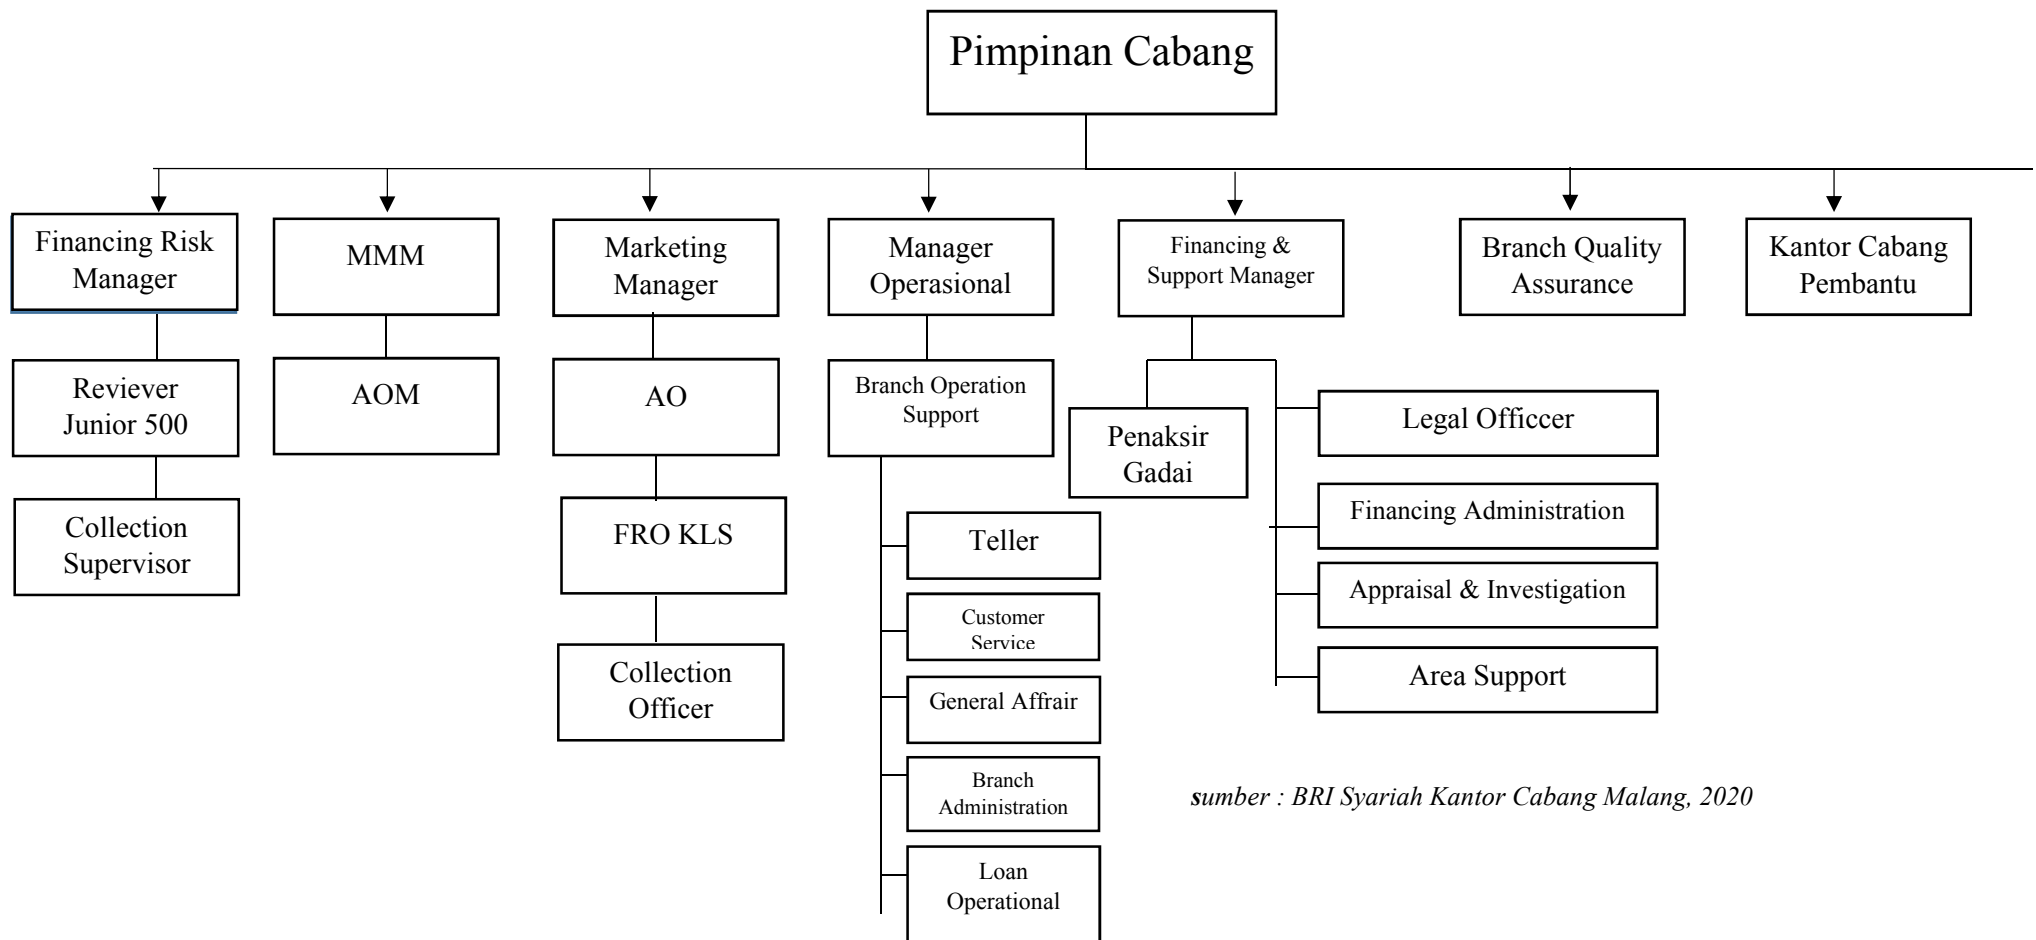 Pimpinan Cabang
Financing Risk
Manager
MMM
Marketing
Manager
Manager
Operasional
Financing &
Support Manager
Branch Quality
Assurance
Kantor Cabang
Pembantu
Reviever
Junior 500
AOM
AO
Branch Operation
Support
Penaksir
Gadai
Legal Officcer
Collection
Supervisor
FRO KLS
Teller
Financing Administration
Customer
Service
Appraisal & Investigation
Collection
Officer
General Affrair
Area Support
Branch
Administration
Loan
Operational
sumber : BRI Syariah Kantor Cabang Malang, 2020